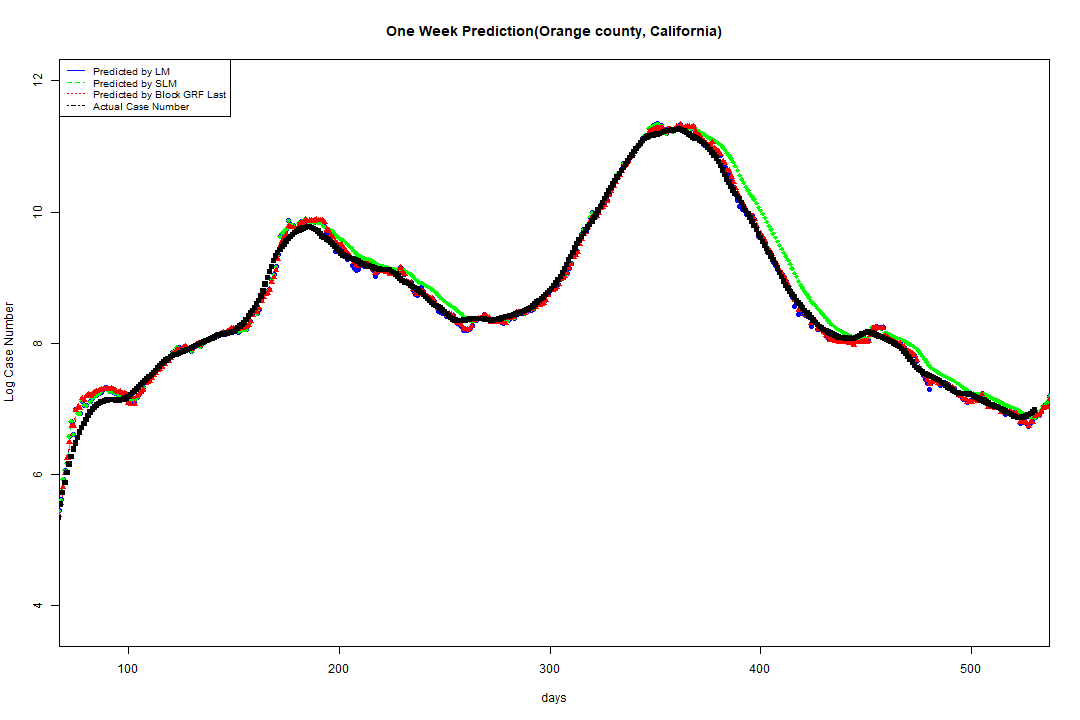 One Week Prediction(Orange county, California)
Predicted by LM
Predicted by SLM
Predicted by Block GRF Last
Actual Case Number
12
10
8
6
4
Log Case Number
100 200 300 400 500
days